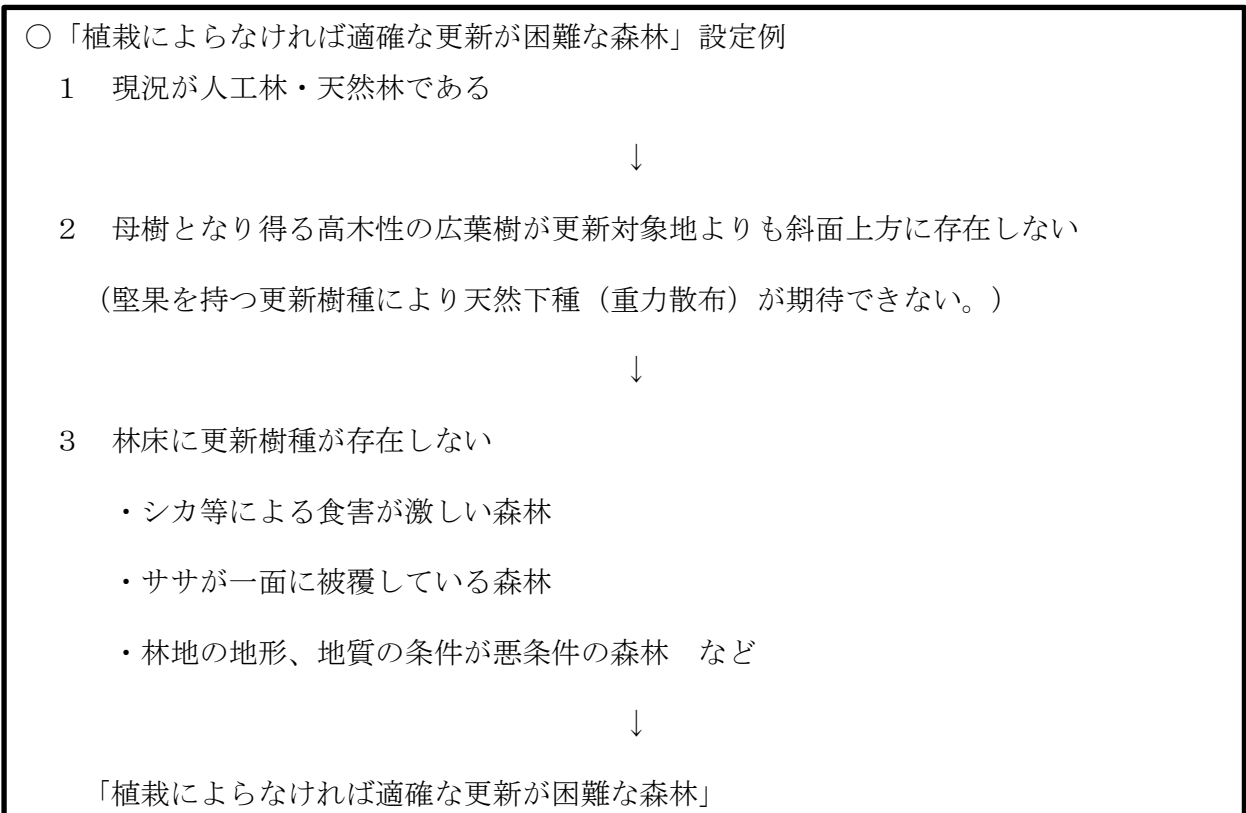 ○「植栽によらなければ適確な更新が困難な森林」設定例
１　現況が人工林・天然林である
↓
２　母樹となり得る高木性の広葉樹が更新対象地よりも斜面上方に存在しない
（堅果を持つ更新樹種により天然下種（重力散布）が期待できない。）
↓
３　林床に更新樹種が存在しない
・シカ等による食害が激しい森林
・ササが一面に被覆している森林
・林地の地形、地質の条件が悪条件の森林　など
↓
「植栽によらなければ適確な更新が困難な森林」